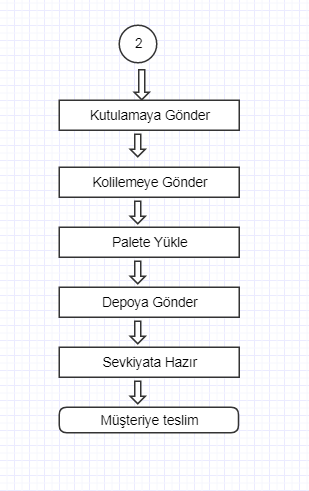 2
Kutulamaya Gönder
Kolilemeye Gönder
Palete Yükle
Depoya Gönder
Sevkiyata Hazır
Müşteriye teslim